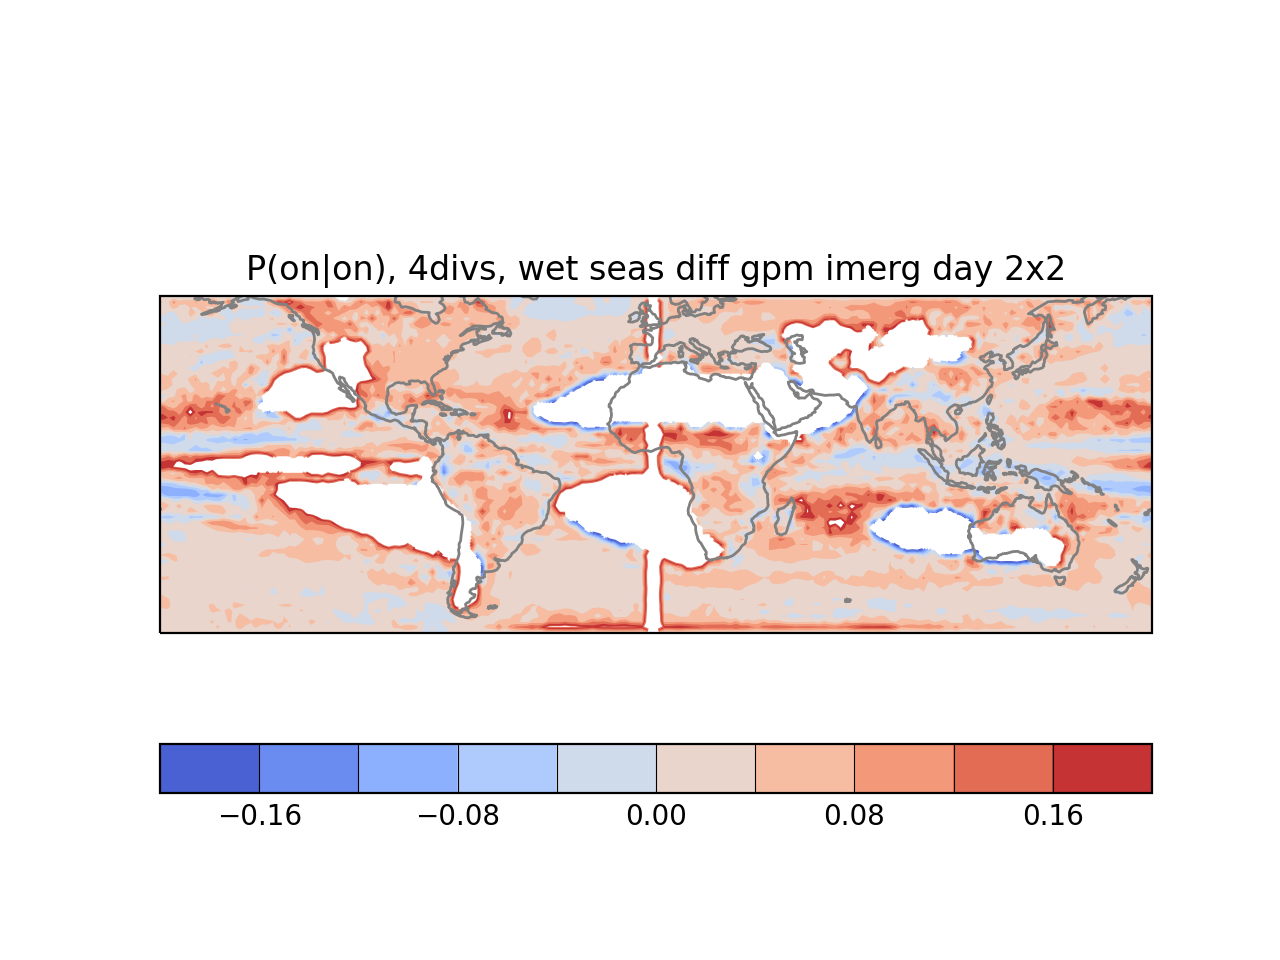 P(on|on), 4divs, wet seas diff gpm imerg day 2x2
−0.16 −0.08 0.00 0.08 0.16